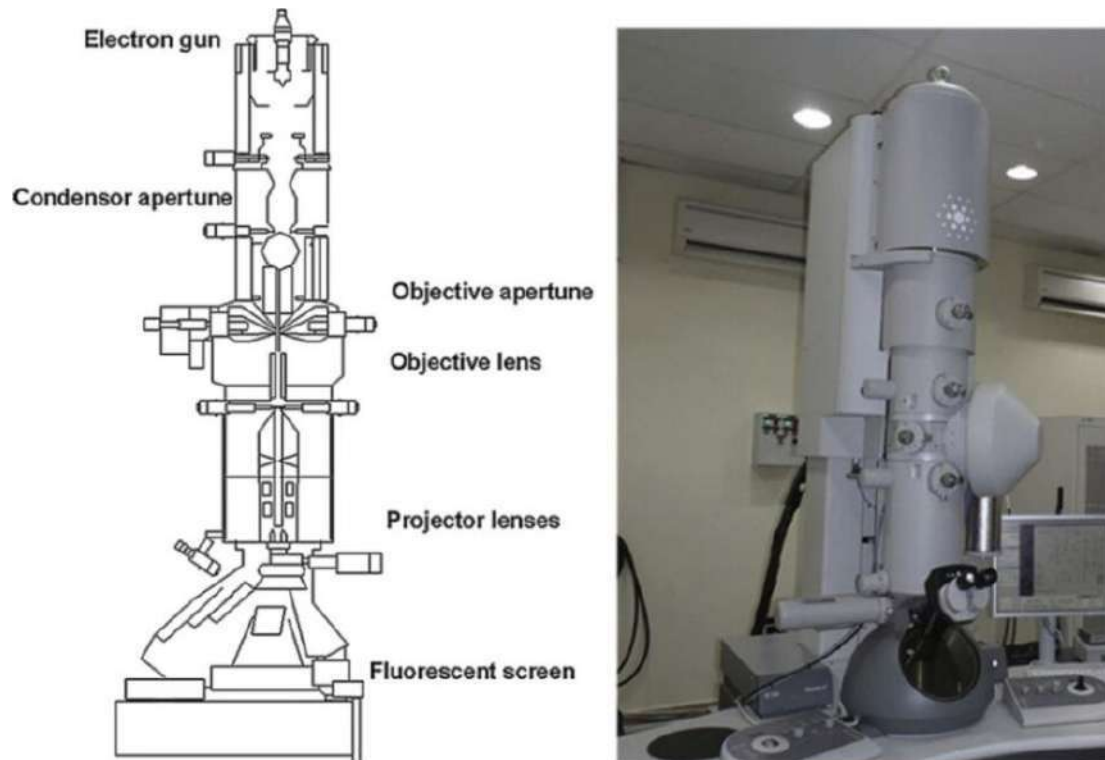 Electron gun
Condensor apertune
Objective apertune
Objective lens
Projector lenses
Fluorescent screen